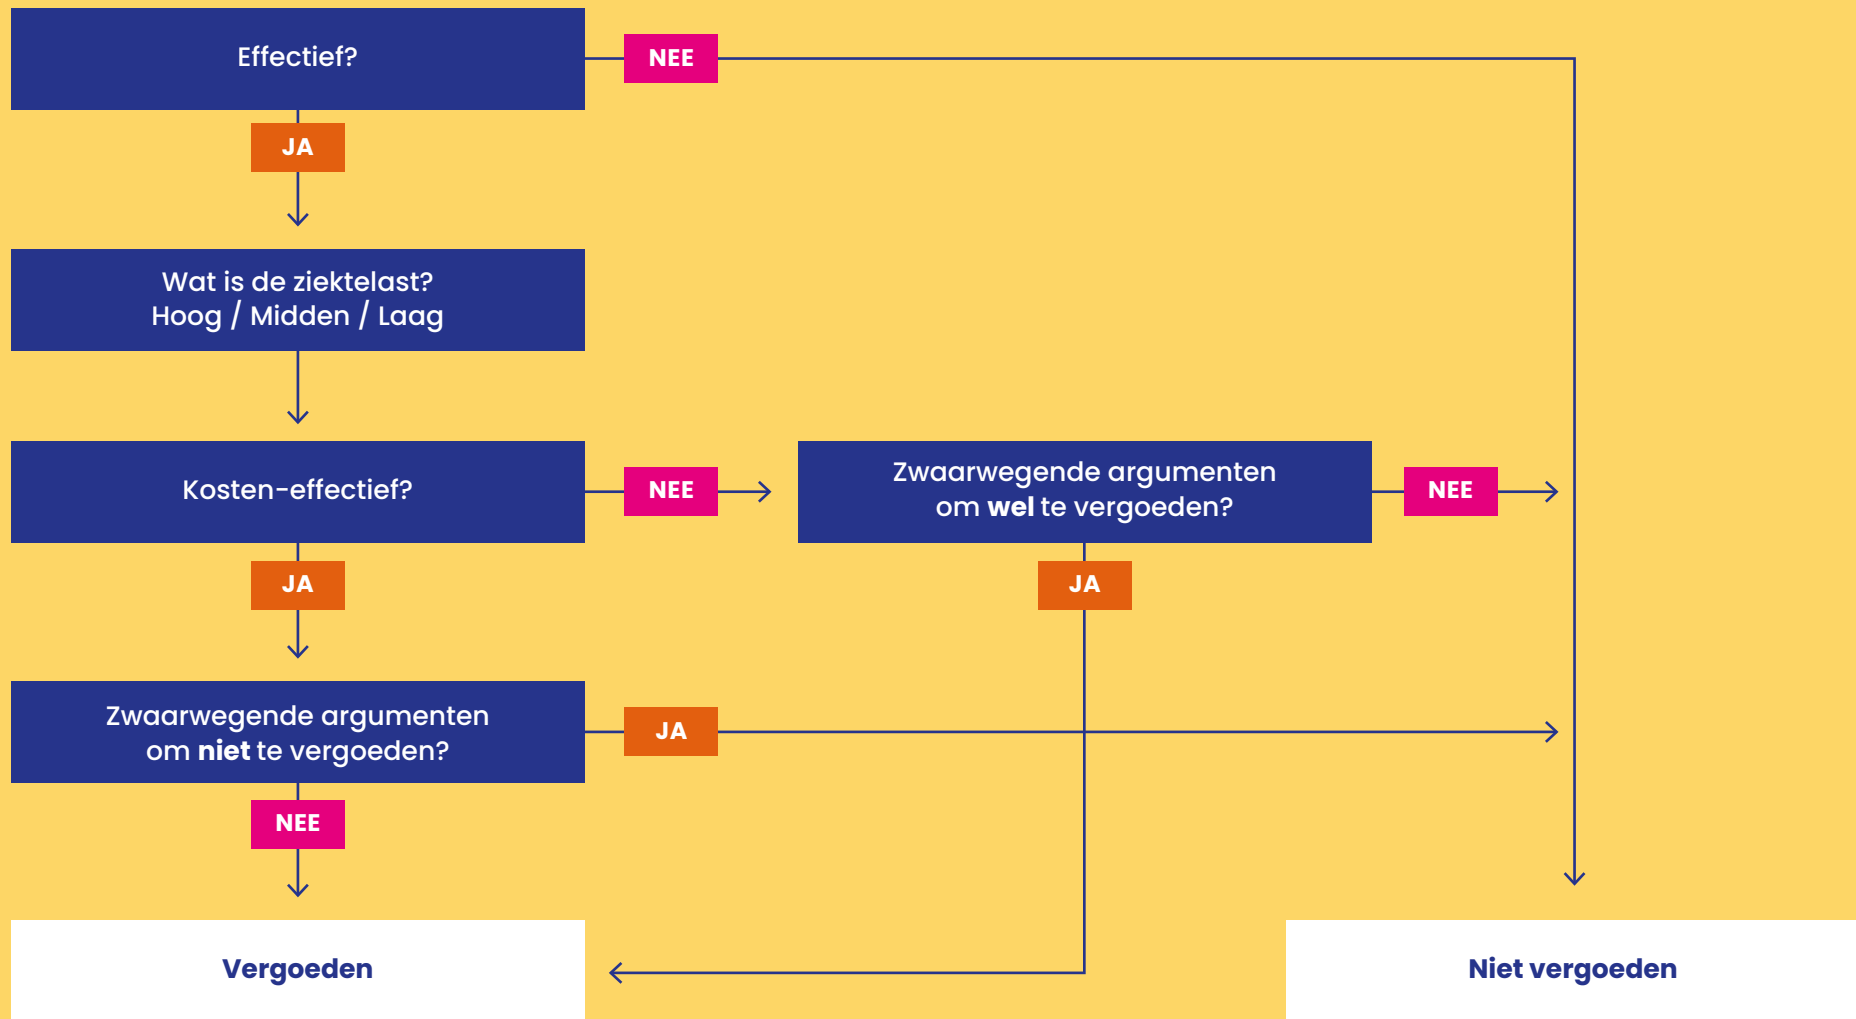 Effectief?
NEE
JA
Wat is de ziektelast?
Hoog / Midden / Laag
Kosten-effectief?
NEE
Zwaarwegende argumenten
om wel te vergoeden?
NEE
JA
JA
Zwaarwegende argumenten
om niet te vergoeden?
JA
NEE
Vergoeden
Niet vergoeden